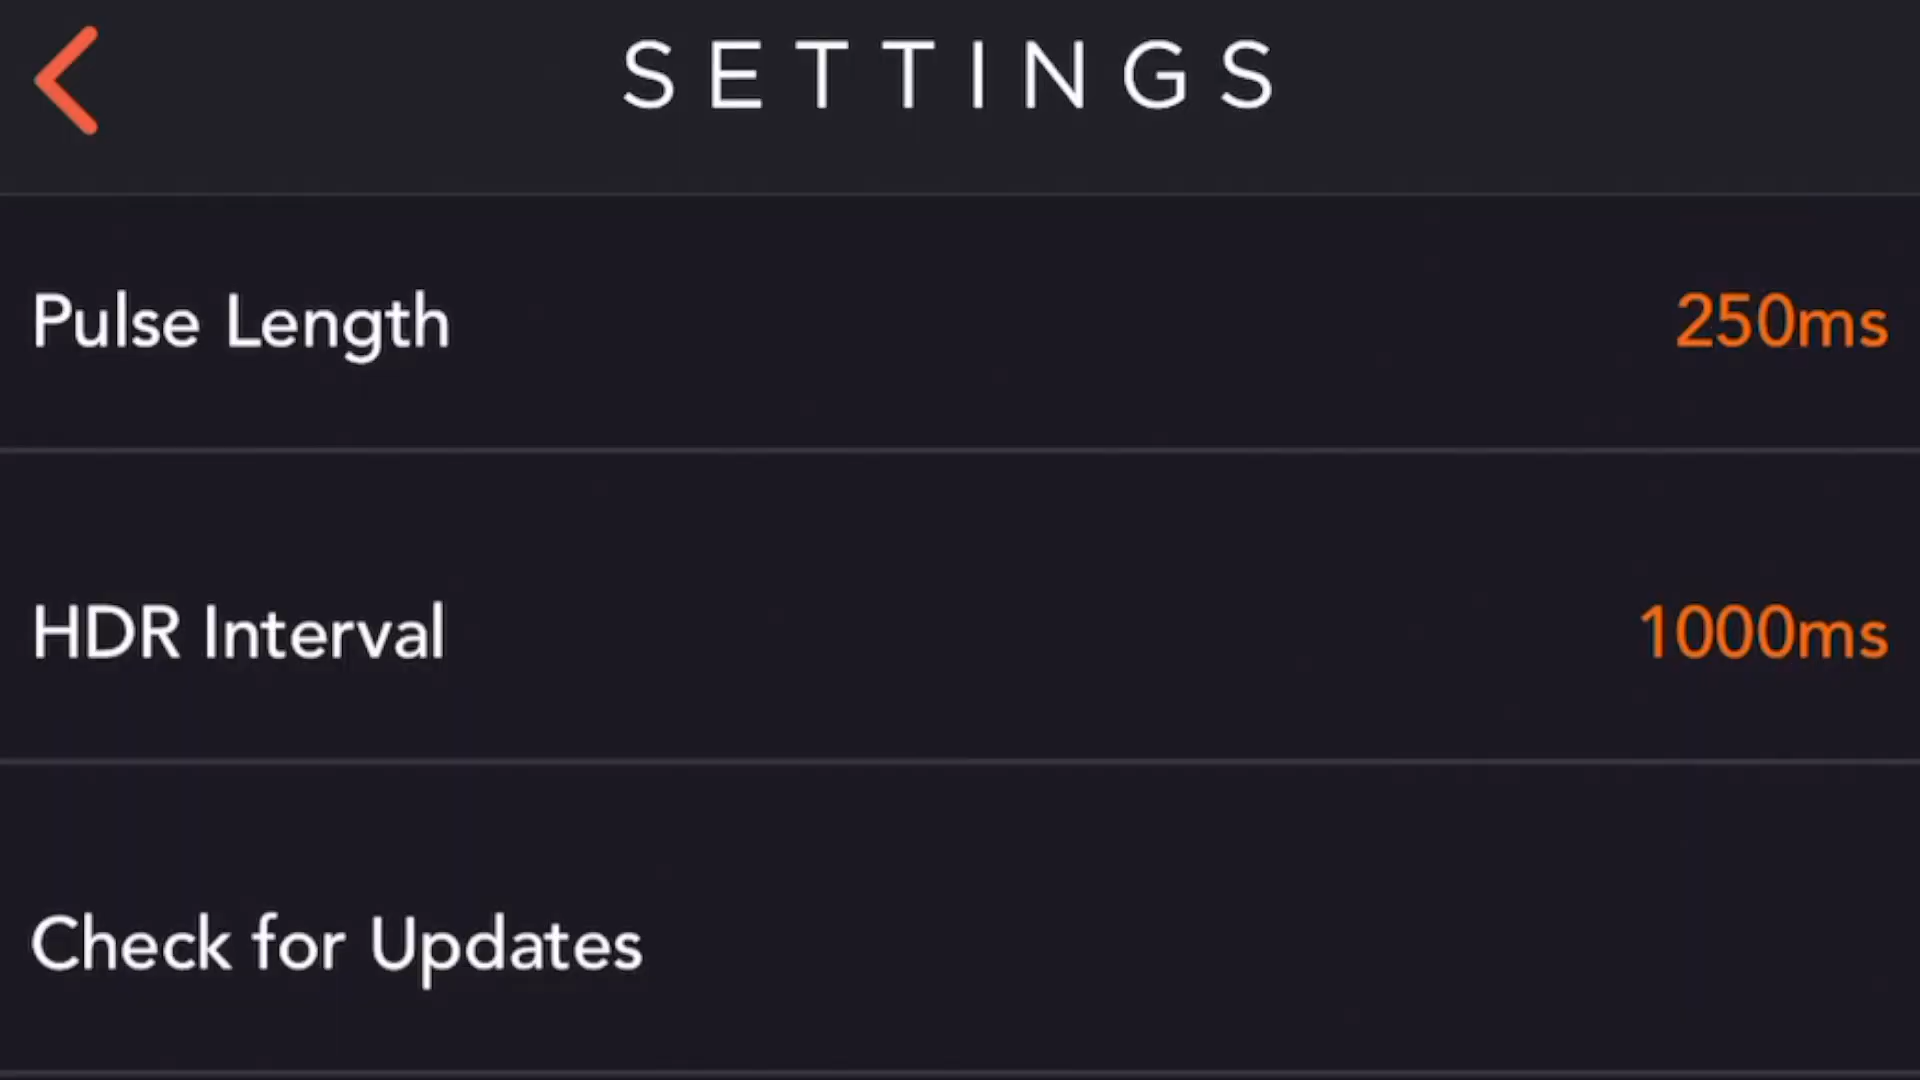 SETTINGS
Pulse Length 250ms
HDR Interval 1000ms
Check for Updates